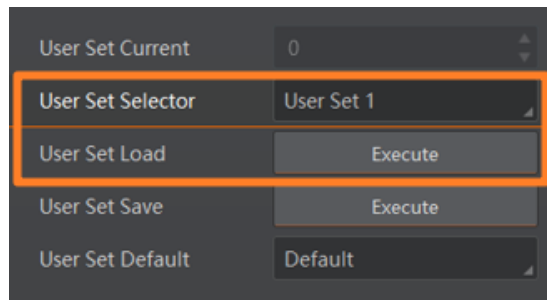 User Set Current 0
User Set Selector User Set 1
User Set Load Execute
User Set Save Execute
User Set Default Default